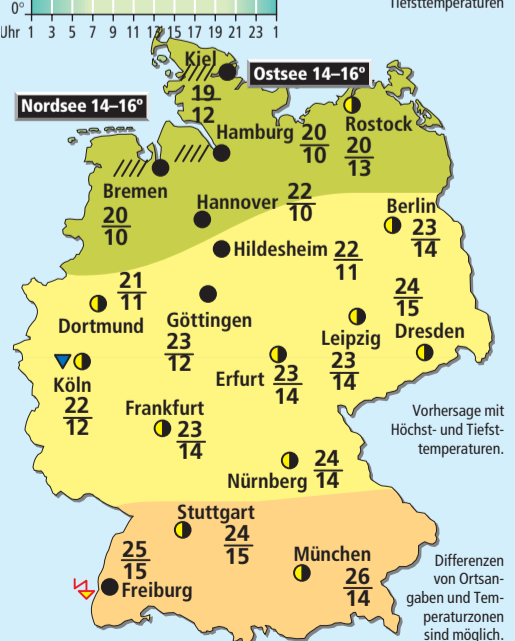 0°
Tiefsttemperaturen
Uhr 1 3 5 7 9 11 13 15 17 19 21 23 1
Kiel
19
12
Ostsee 14–16°
Nordsee 14–16°
Hamburg 20
10
Rostock
20
13
Bremen
20
10
Hannover 22
10
Berlin
23
14
Hildesheim 22
11
21
11
Dortmund
Göttingen
23
12
24
15
Leipzig
23
14
Dresden
Köln
22
12
Erfurt 23
14
Frankfurt
23
14
Vorhersage mit
Höchst- und Tiefst-
temperaturen.
Nürnberg 24
14
Stuttgart
24
15
25
15
Freiburg
München
26
14
Differenzen
von Ortsan-
gaben und Tem-
peraturzonen
sind möglich.